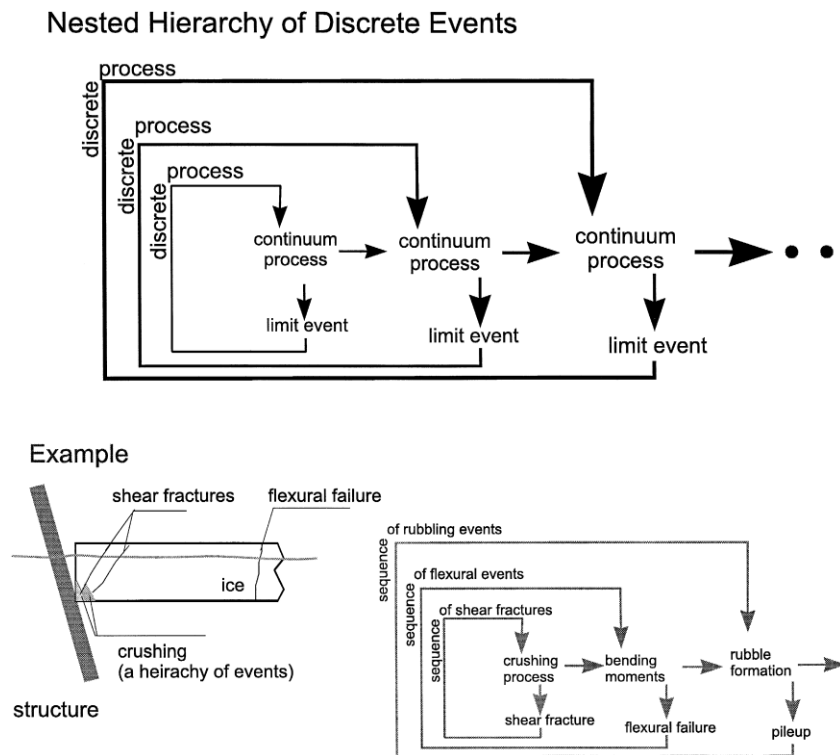 Nested Hierarchy of Discrete Events
process
discrete
process
discrete
process
discrete
continuum
process
continuum
process
continuum
process
limit event
limit event
limit event
Example
shear fractures
flexural failure
ice
crushing
(a heirachy of events)
structure
of rubbling events
sequence
of flexural events
sequence
of shear fractures
sequence
crushing
process
bending
moments
rubble
formation
shear fracture
flexural failure
pileup